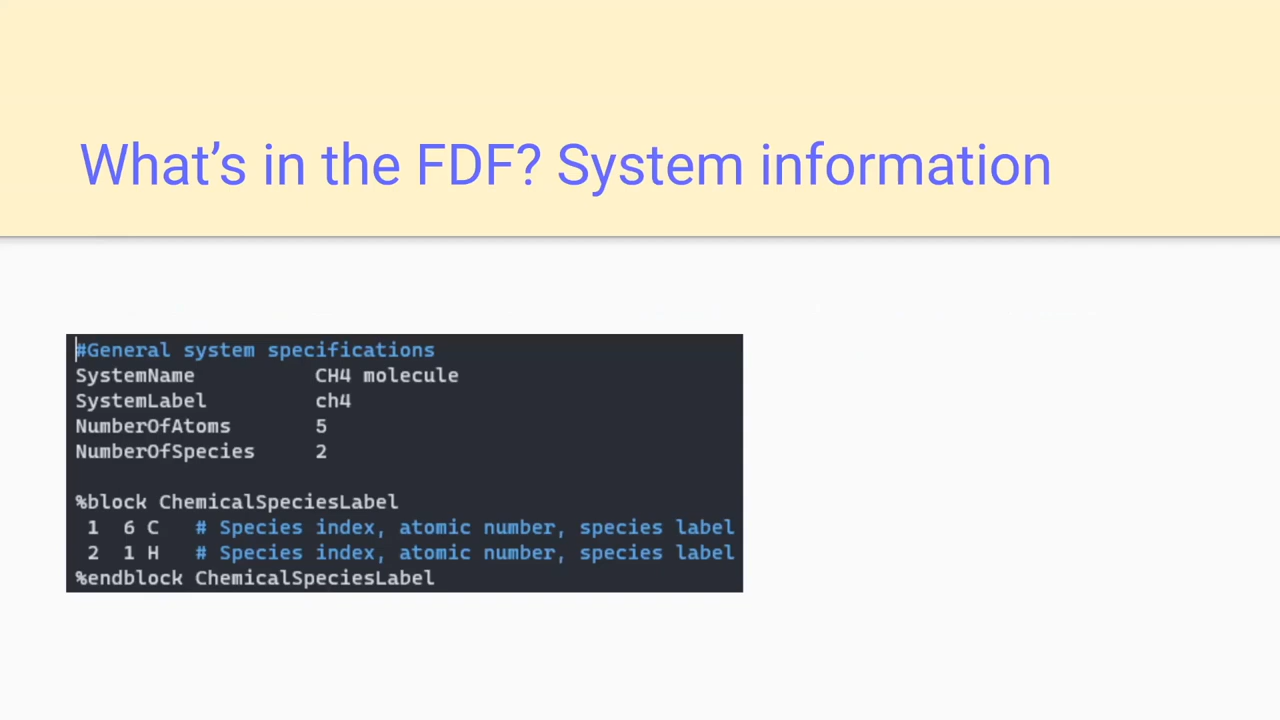 What’s in the FDF? System information
#General system specifications
SystemName CH4 molecule
SystemLabel ch4
NumberOfAtoms 5
NumberOfSpecies 2
%block ChemicalSpeciesLabel
1 6 C # Species index, atomic number, species label
2 1 H # Species index, atomic number, species label
%endblock ChemicalSpeciesLabel